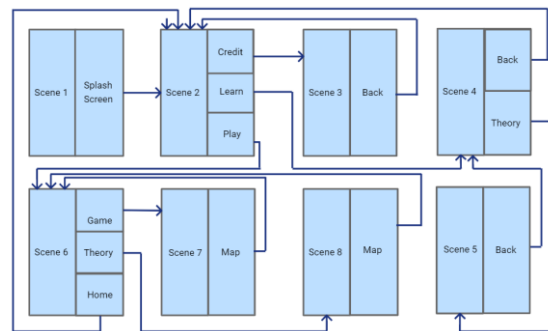 Scene 1
Splash
Screen
Scene 2
Credit
Learn
Play
Scene 3
Back
Scene 4
Back
Theory
Scene 6
Game
Theory
Home
Scene 7
Map
Scene 8
Map
Scene 5
Back